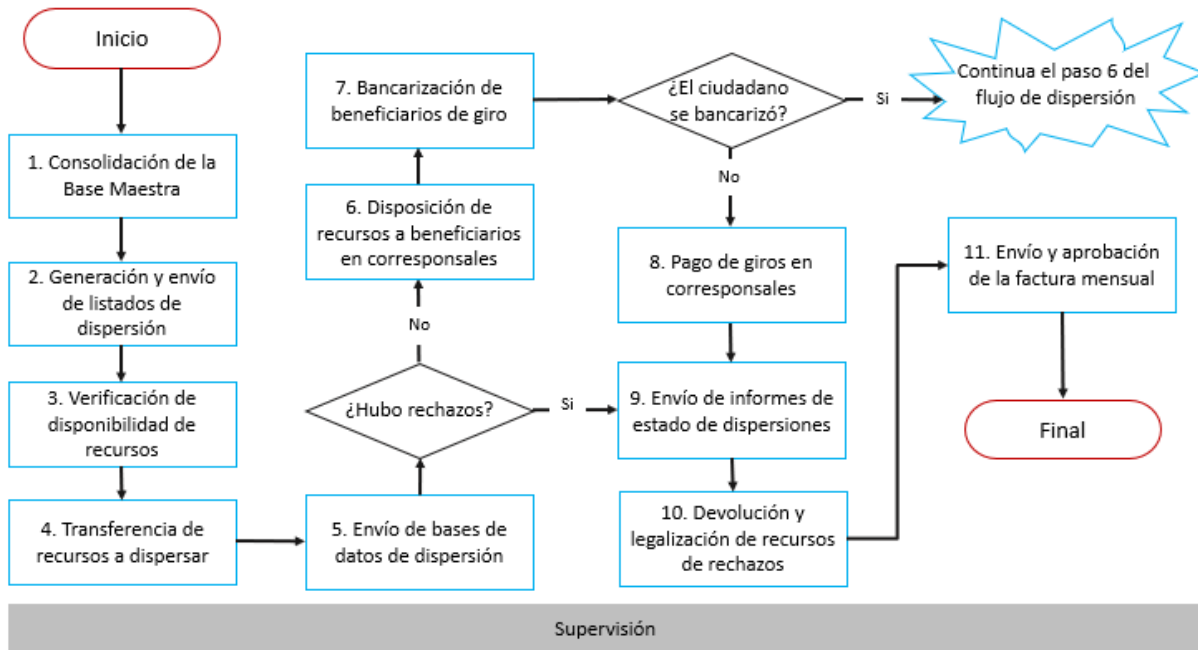 Inicio
1. Consolidación de la
Base Maestra
2. Generación y envío
de listados de
dispersión
3. Verificación de
disponibilidad de
recursos
4. Transferencia de
recursos a dispersar
5. Envío de bases de
datos de dispersión
¿Hubo rechazos?
No
Si
6. Disposición de
recursos a beneficiarios
en corresponsales
7. Bancarización de
beneficiarios de giro
¿El ciudadano
se bancarizó?
Si
Continua el paso 6 del
flujo de dispersión
No
8. Pago de giros en
corresponsales
9. Envío de informes de
estado de dispersiones
10. Devolución y
legalización de recursos
de rechazos
11. Envío y aprobación
de la factura mensual
Final
Supervisión